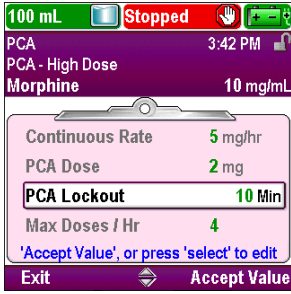 100 mL Stopped
PCA 3:42 PM
PCA - High Dose
Morphine 10 mg/mL
Continuous Rate 5 mg/hr
PCA Dose 2 mg
PCA Lockout 10 Min
Max Doses / Hr 4
'Accept Value', or press 'select' to edit
Exit Accept Value